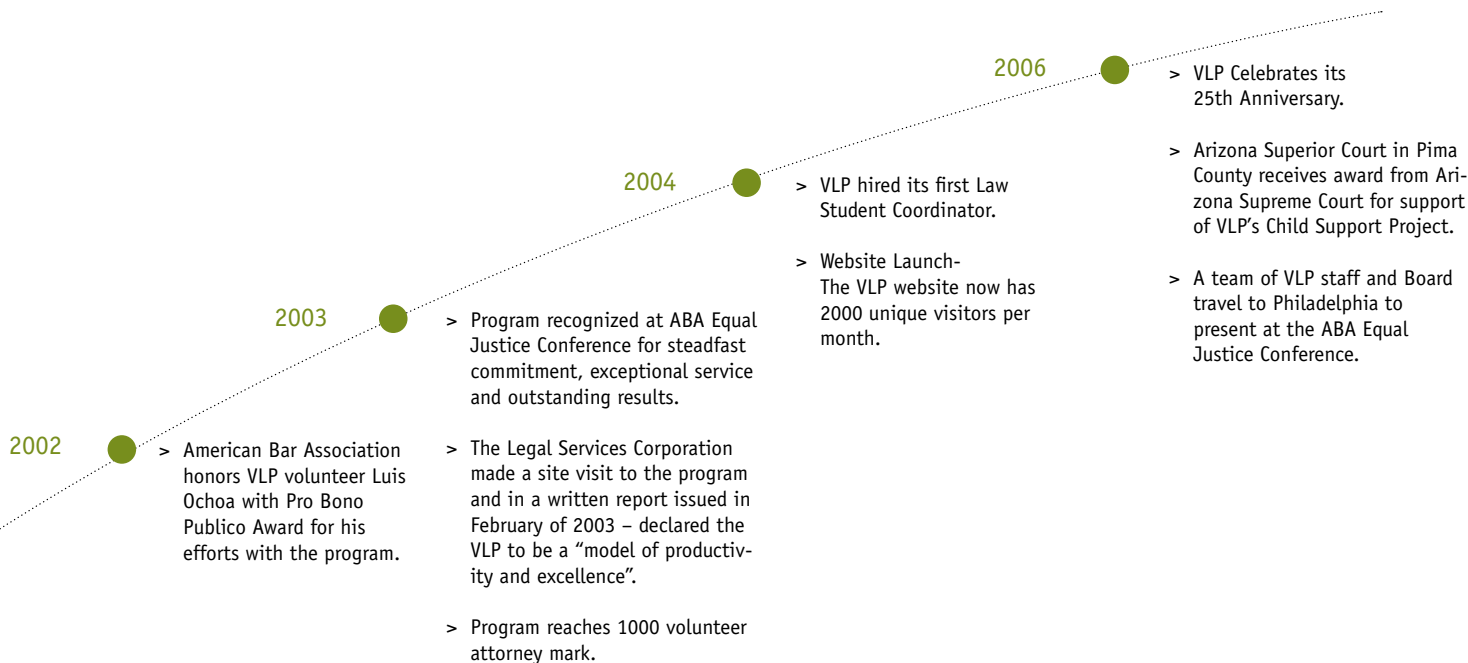 2002
> American Bar Association
honors VLP volunteer Luis
Ochoa with Pro Bono
Publico Award for his
efforts with the program.
2003
> Program recognized at ABA Equal
Justice Conference for steadfast
commitment, exceptional service
and outstanding results.
> The Legal Services Corporation
made a site visit to the program
and in a written report issued in
February of 2003 – declared the
VLP to be a “model of productiv-
ity and excellence”.
> Program reaches 1000 volunteer
attorney mark.
2004
> VLP hired its first Law
Student Coordinator.
> Website Launch-
The VLP website now has
2000 unique visitors per
month.
2006
> VLP Celebrates its
25th Anniversary.
> Arizona Superior Court in Pima
County receives award from Ari-
zona Supreme Court for support
of VLP’s Child Support Project.
> A team of VLP staff and Board
travel to Philadelphia to
present at the ABA Equal
Justice Conference.